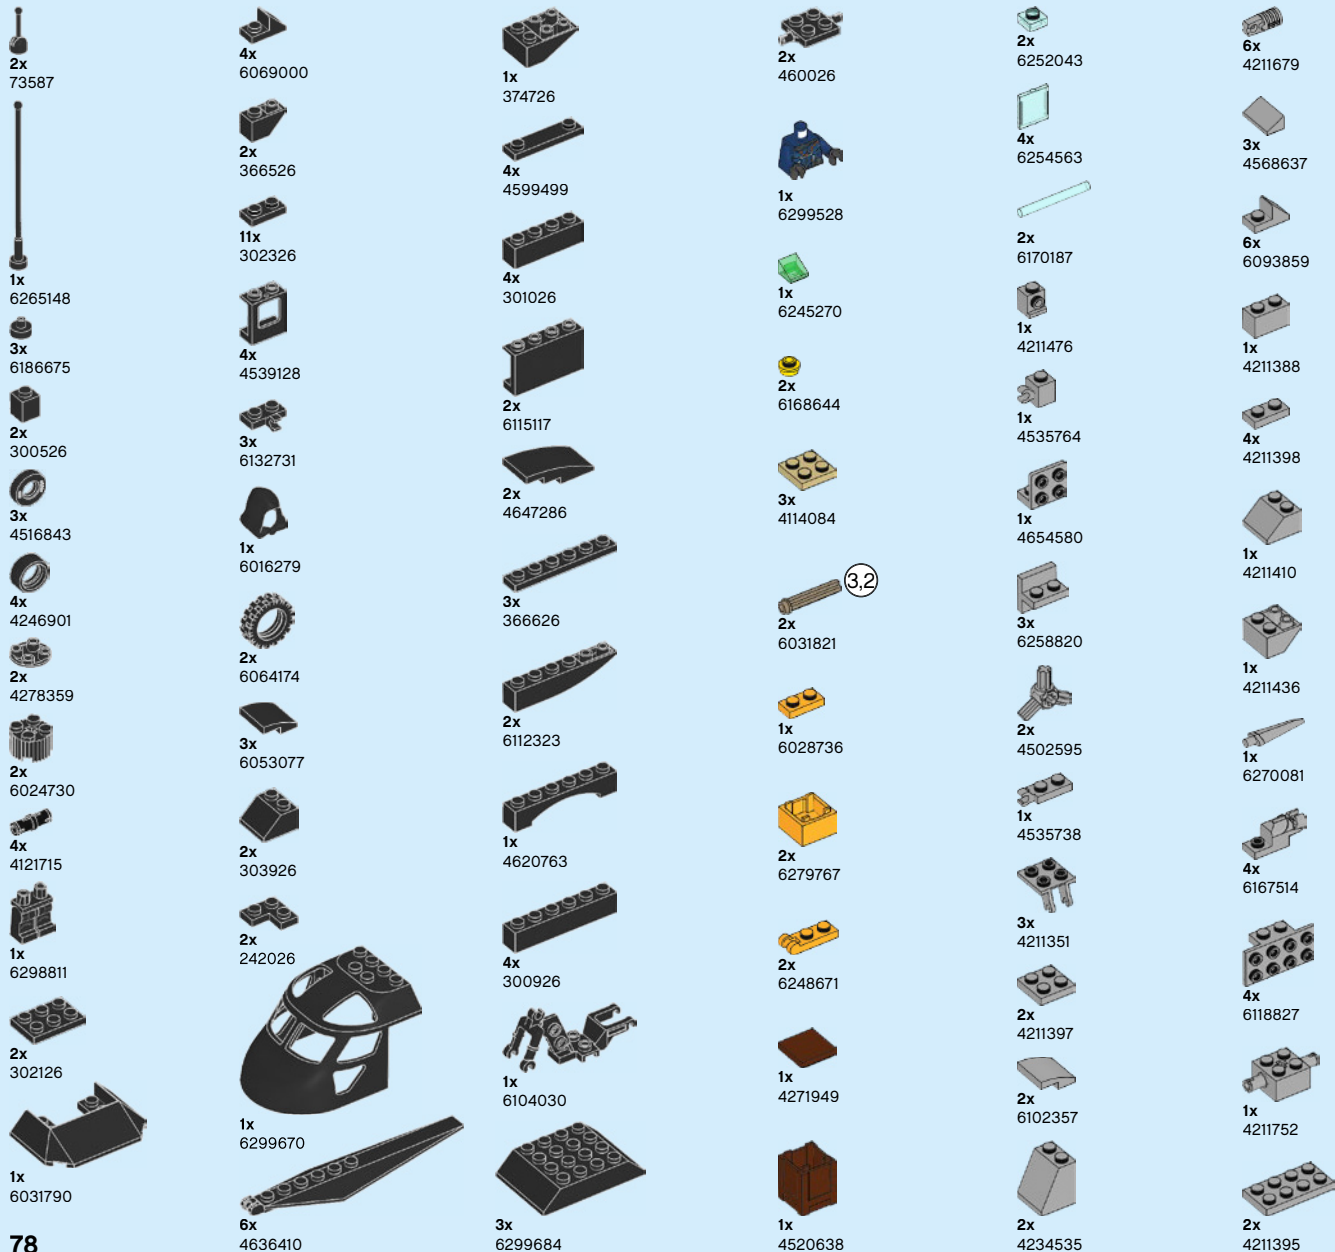 2x
73587
1x
6265148
3x
6186675
2x
300526
3x
4516843
4x
4246901
2x
4278359
2x
6024730
4x
4121715
1x
6298811
2x
302126
1x
6031790
78
4x
6069000
2x
366526
11x
302326
4x
4539128
3x
6132731
1x
6016279
2x
6064174
3x
6053077
2x
303926
2x
242026
1x
6299670
6x
4636410
1x
374726
4x
4599499
4x
301026
2x
6115117
2x
4647286
3x
366626
2x
6112323
1x
4620763
4x
300926
1x
6104030
3x
6299684
2x
460026
1x
6299528
1x
6245270
2x
6168644
3x
4114084
3,2
2x
6031821
1x
6028736
2x
6279767
2x
6248671
1x
4271949
1x
4520638
2x
6252043
4x
6254563
2x
6170187
1x
4211476
1x
4535764
1x
4654580
3x
6258820
2x
4502595
1x
4535738
3x
4211351
2x
4211397
2x
6102357
2x
4234535
6x
4211679
3x
4568637
6x
6093859
1x
4211388
4x
4211398
1x
4211410
1x
4211436
1x
6270081
4x
6167514
4x
6118827
1x
4211752
2x
4211395